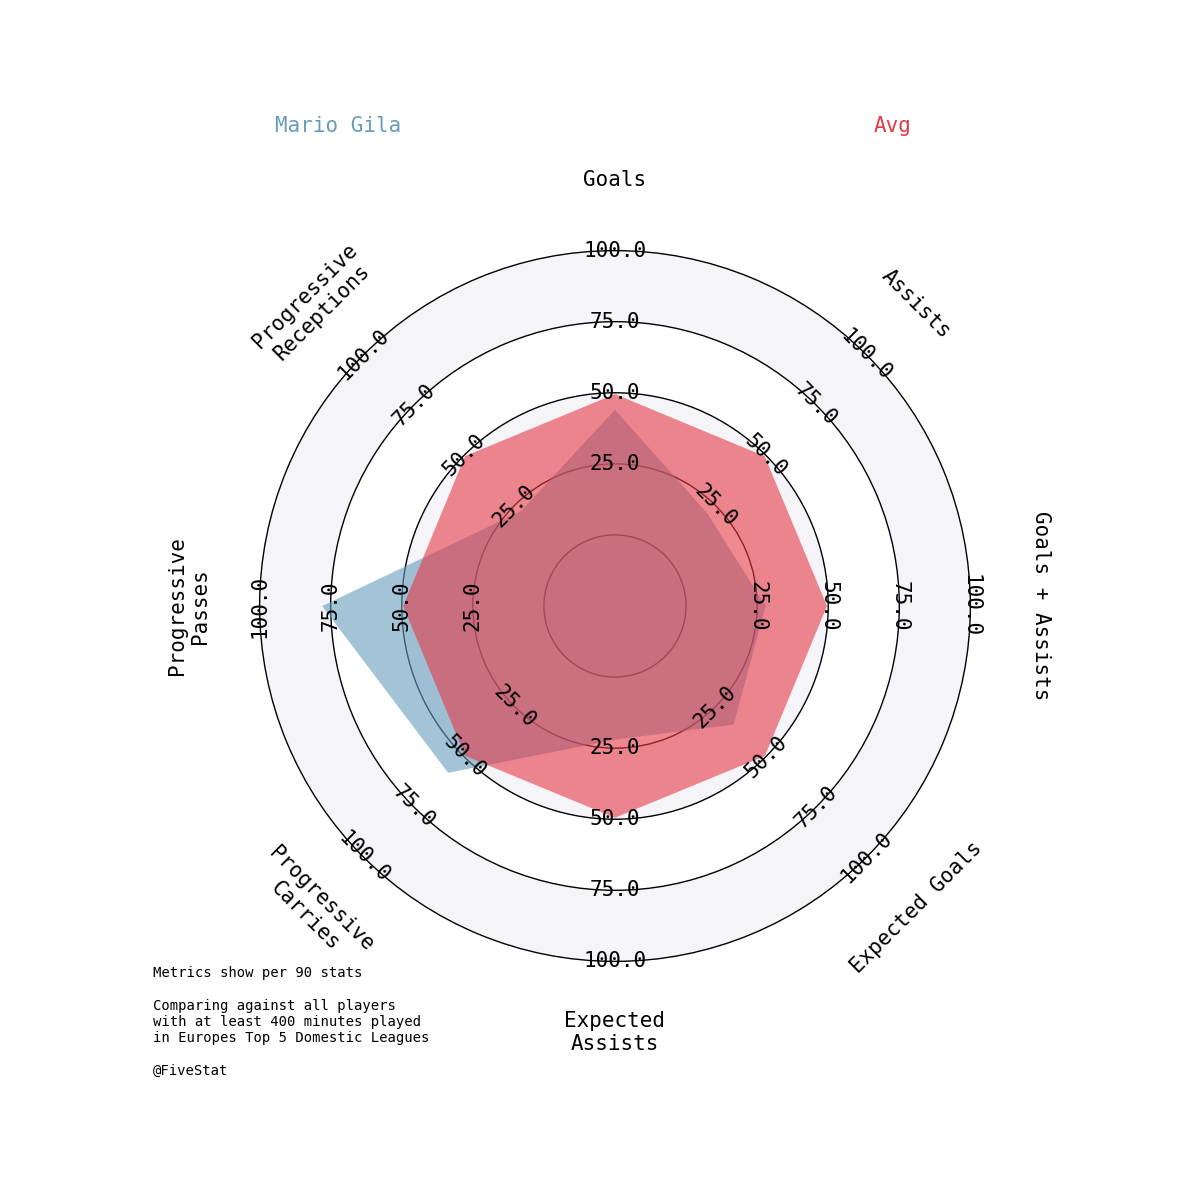 Mario Gila
Avg
Goals
Assists
Goals + Assists
Expected Goals
Expected
Assists
Progressive
Carries
Progressive
Passes
Progressive
Receptions
100.0
75.0
50.0
25.0
100.0
75.0
50.0
25.0
100.0
75.0
50.0
25.0
100.0
75.0
50.0
25.0
100.0
75.0
50.0
25.0
100.0
75.0
50.0
25.0
100.0
75.0
50.0
25.0
100.0
75.0
50.0
25.0
Metrics show per 90 stats
Comparing against all players
with at least 400 minutes played
in Europes Top 5 Domestic Leagues
@FiveStat